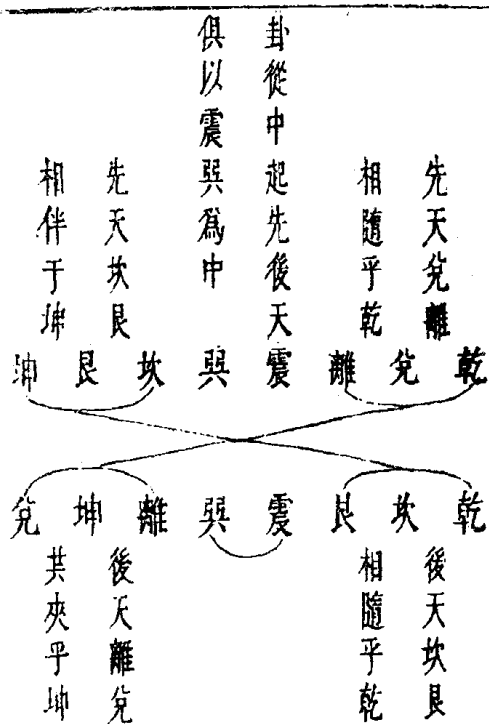 先天兌離
相隨乎乾
卦從中起先後天
俱以震巽爲中
先天坎艮
相伴于坤
乾兌離震巽坎艮坤
乾坎艮震巽離坤兌
後天坎艮
相隨乎乾
後天離兌
共夾乎坤